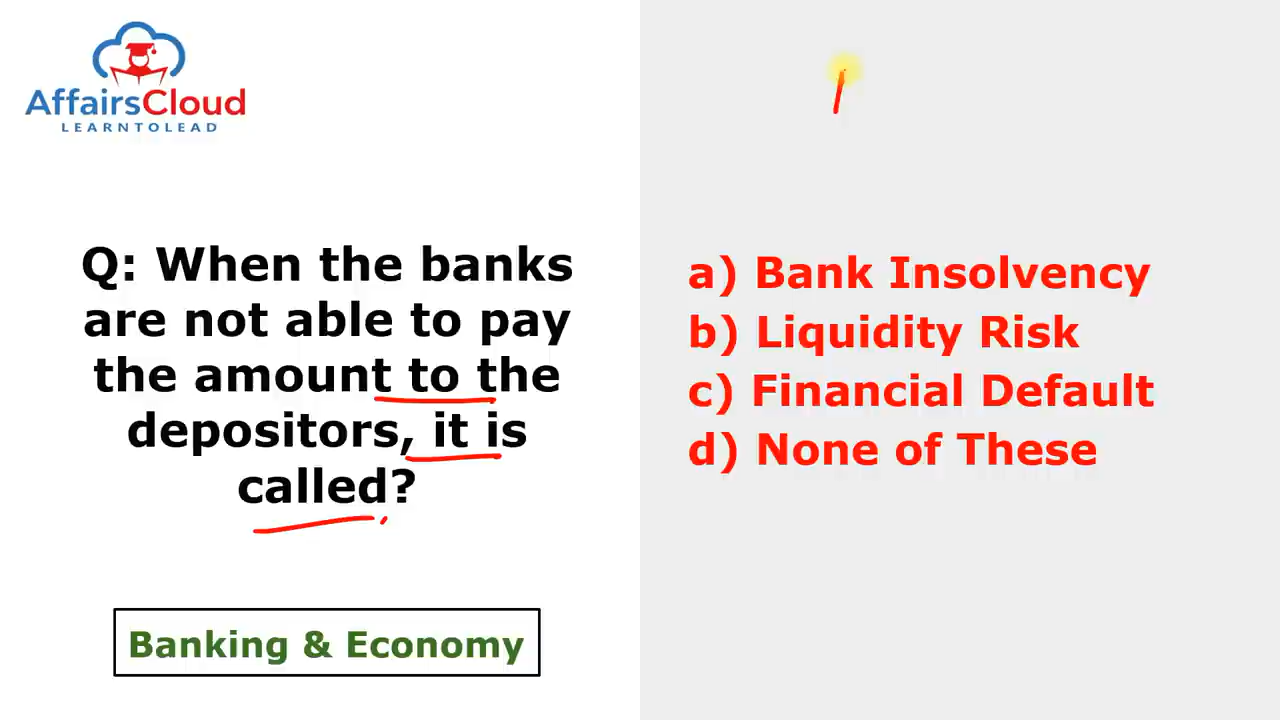 AffairsCloud
LEARNTOLEAD
Q: When the banks
are not able to pay
the amount to the
depositors, it is
called?
Banking & Economy
a) Bank Insolvency
b) Liquidity Risk
c) Financial Default
d) None of These